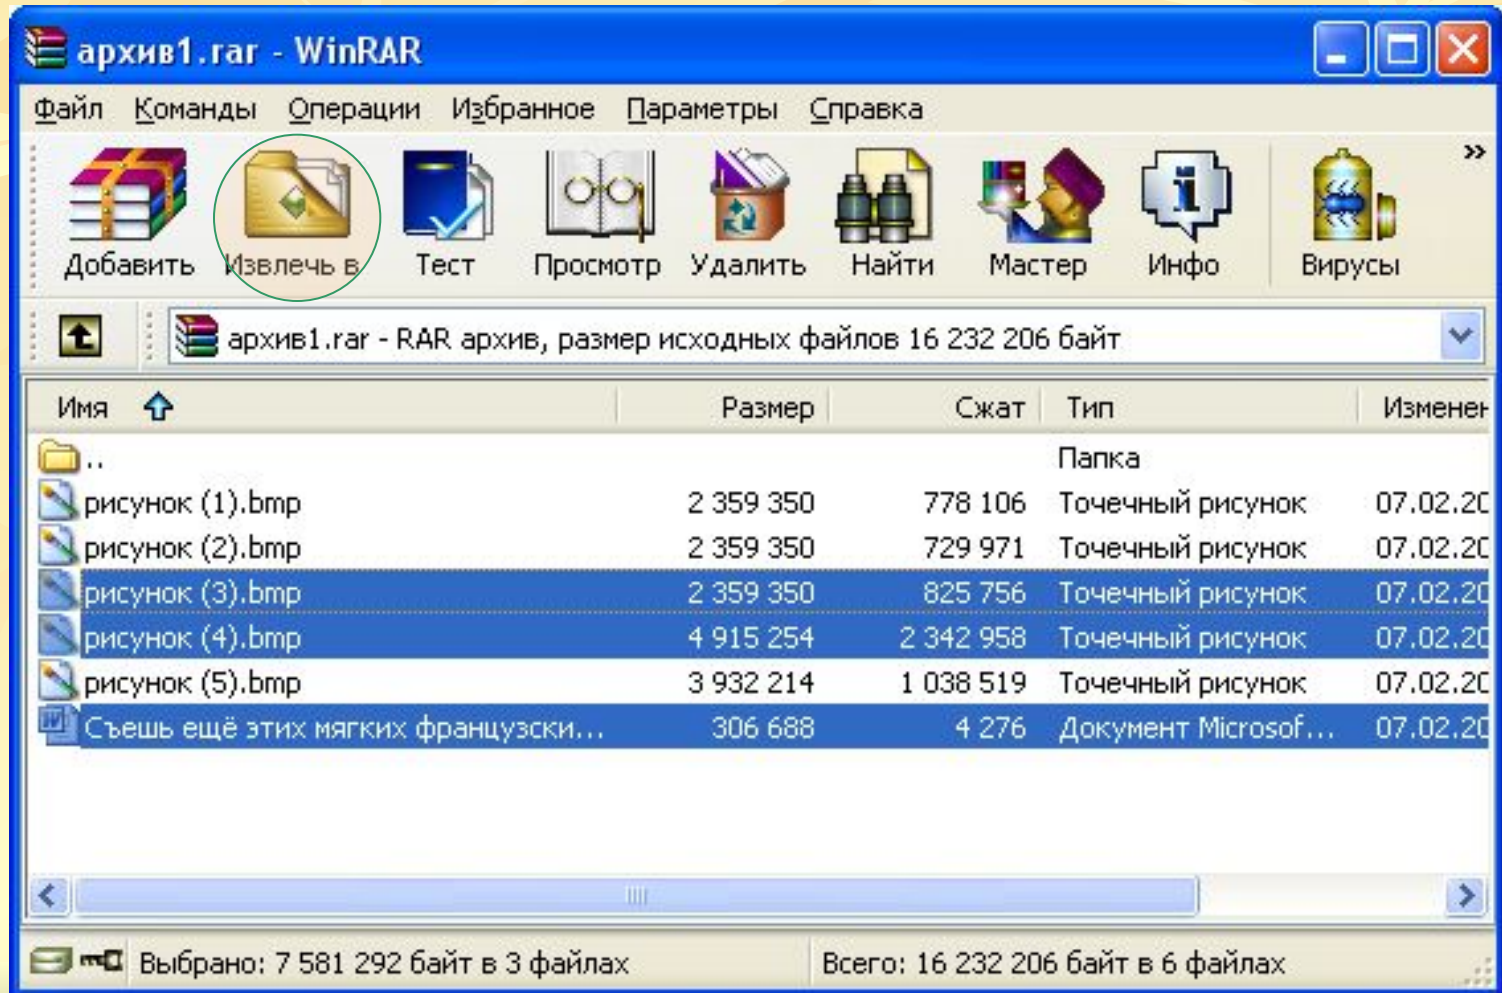 архив1.rar - WinRAR
Файл Команды Операции Избранное Параметры Справка
»
Добавить Извлечь в Тест Просмотр Удалить Найти Мастер Инфо Вирусы
архив1.rar - RAR архив, размер исходных файлов 16 232 206 байт
Имя Размер Сжат Тип Изменен
.. Папка
рисунок (1).bmp 2 359 350 778 106 Точечный рисунок 07.02.20
рисунок (2).bmp 2 359 350 729 971 Точечный рисунок 07.02.20
рисунок (3).bmp 2 359 350 825 756 Точечный рисунок 07.02.20
рисунок (4).bmp 4 915 254 2 342 958 Точечный рисунок 07.02.20
рисунок (5).bmp 3 932 214 1 038 519 Точечный рисунок 07.02.20
Съешь ещё этих мягких французски... 306 688 4 276 Документ Microsof... 07.02.20
Выбрано: 7 581 292 байт в 3 файлах Всего: 16 232 206 байт в 6 файлах